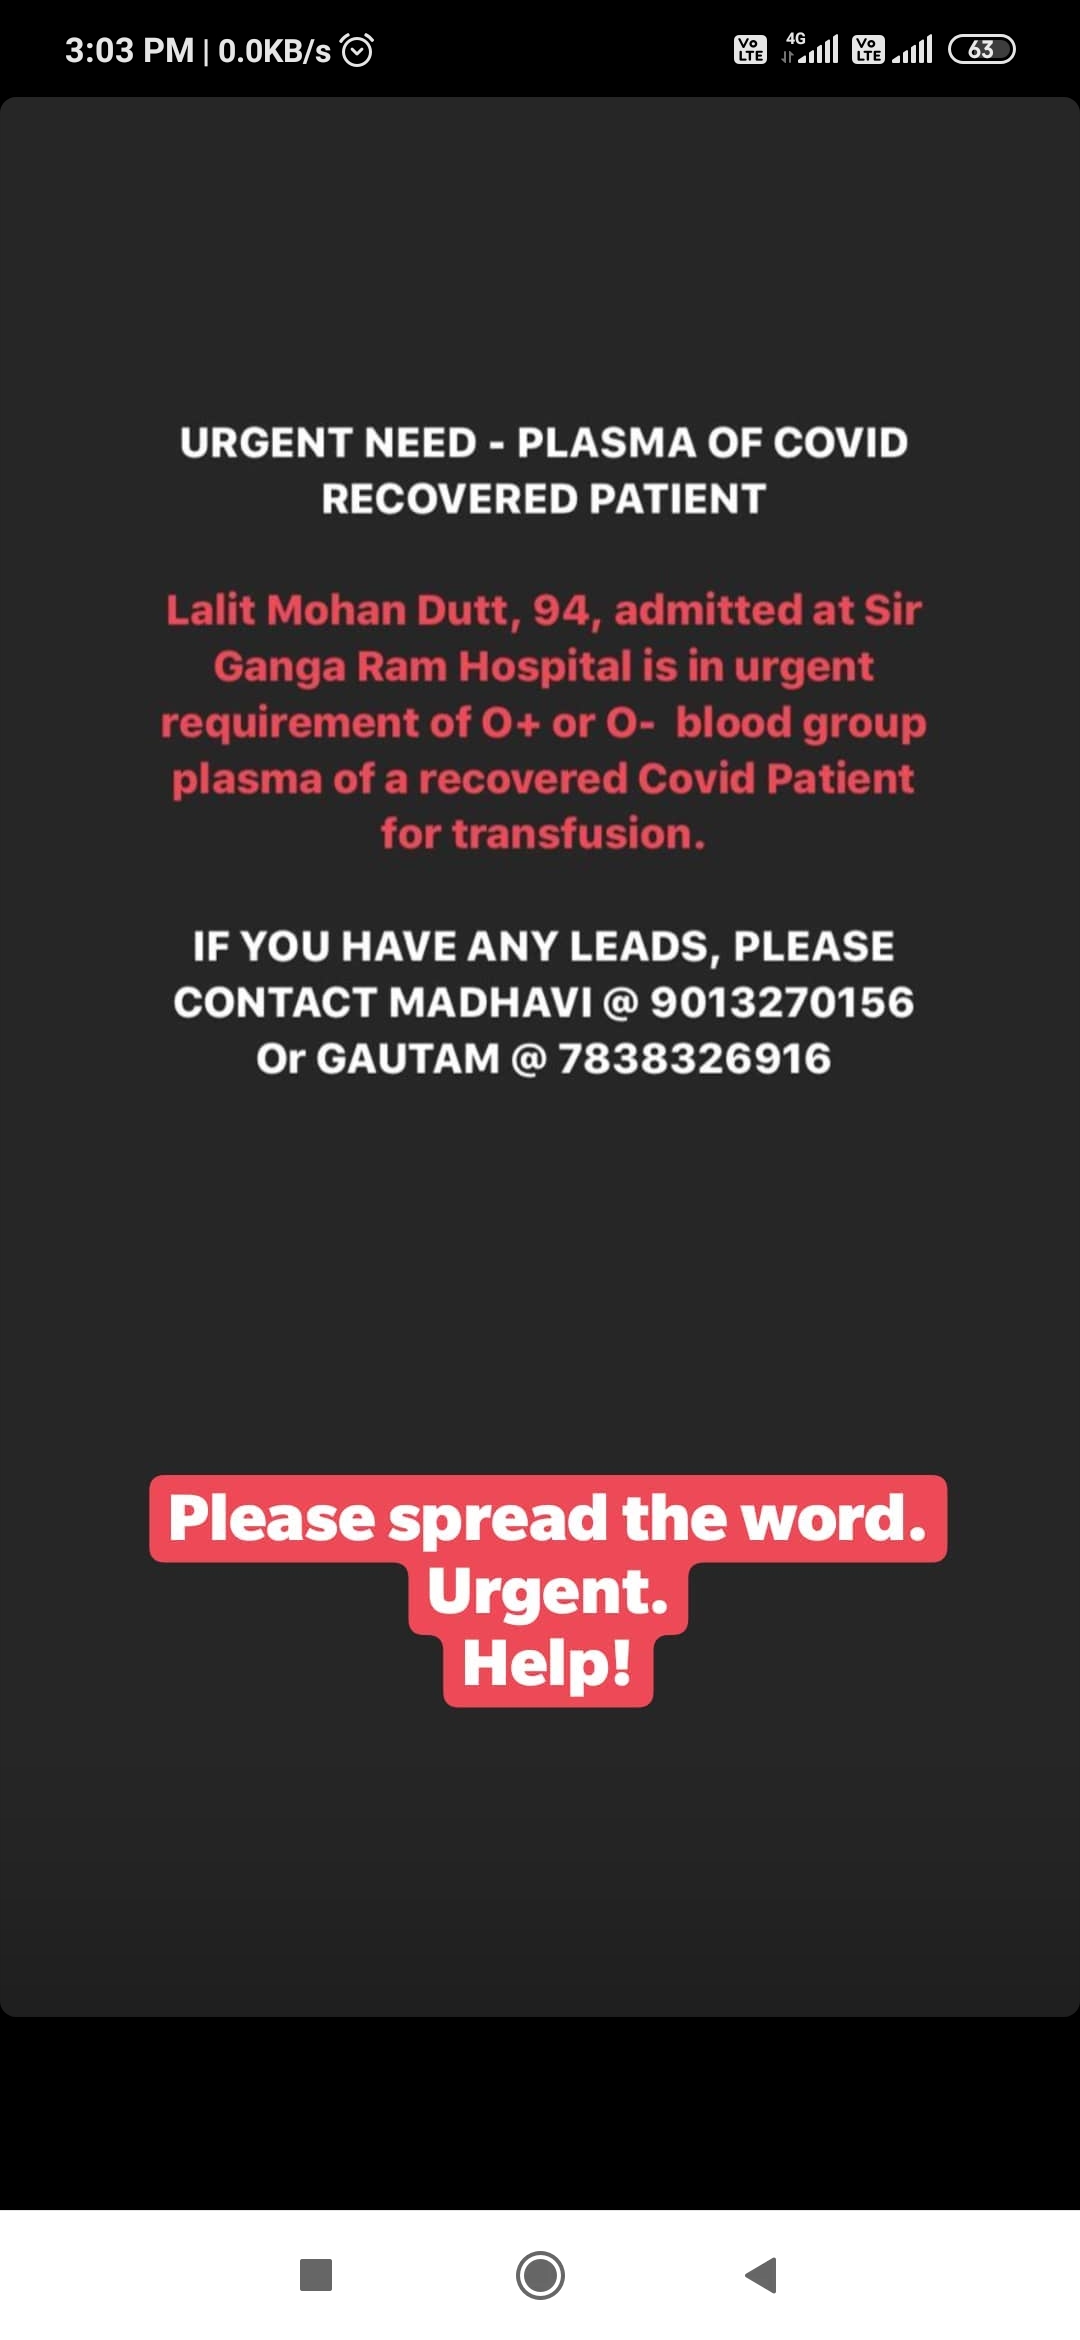 3:03 PM | 0.0KB/s
Vo LTE 4G Vo LTE 63
URGENT NEED - PLASMA OF COVID
RECOVERED PATIENT
Lalit Mohan Dutt, 94, admitted at Sir
Ganga Ram Hospital is in urgent
requirement of O+ or O- blood group
plasma of a recovered Covid Patient
for transfusion.
IF YOU HAVE ANY LEADS, PLEASE
CONTACT MADHAVI @ 9013270156
Or GAUTAM @ 7838326916
Please spread the word.
Urgent.
Help!